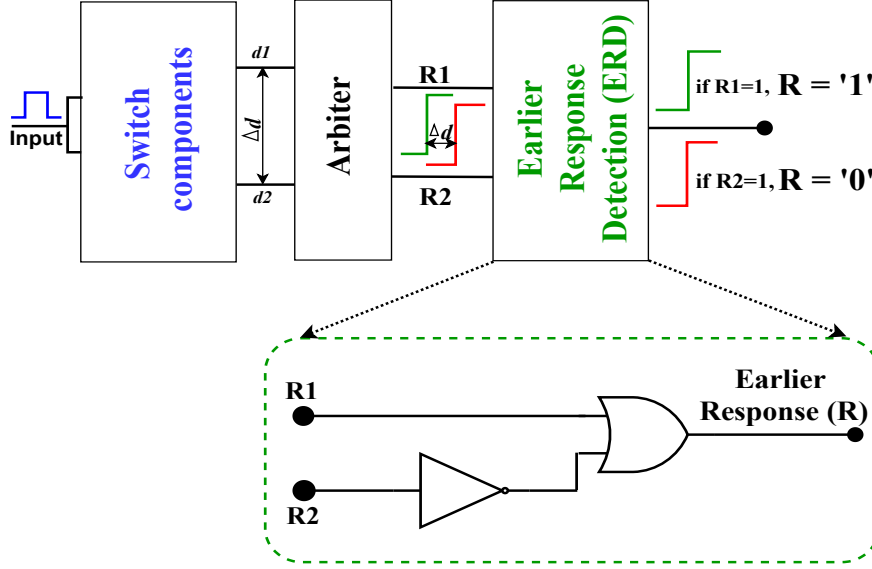 Input
Switch
components
d1
Δd
d2
Arbiter
R1
Δd
R2
Earlier
Response
Detection (ERD)
if R1=1, R = '1'
if R2=1, R = '0'
R1
R2
Earlier
Response (R)